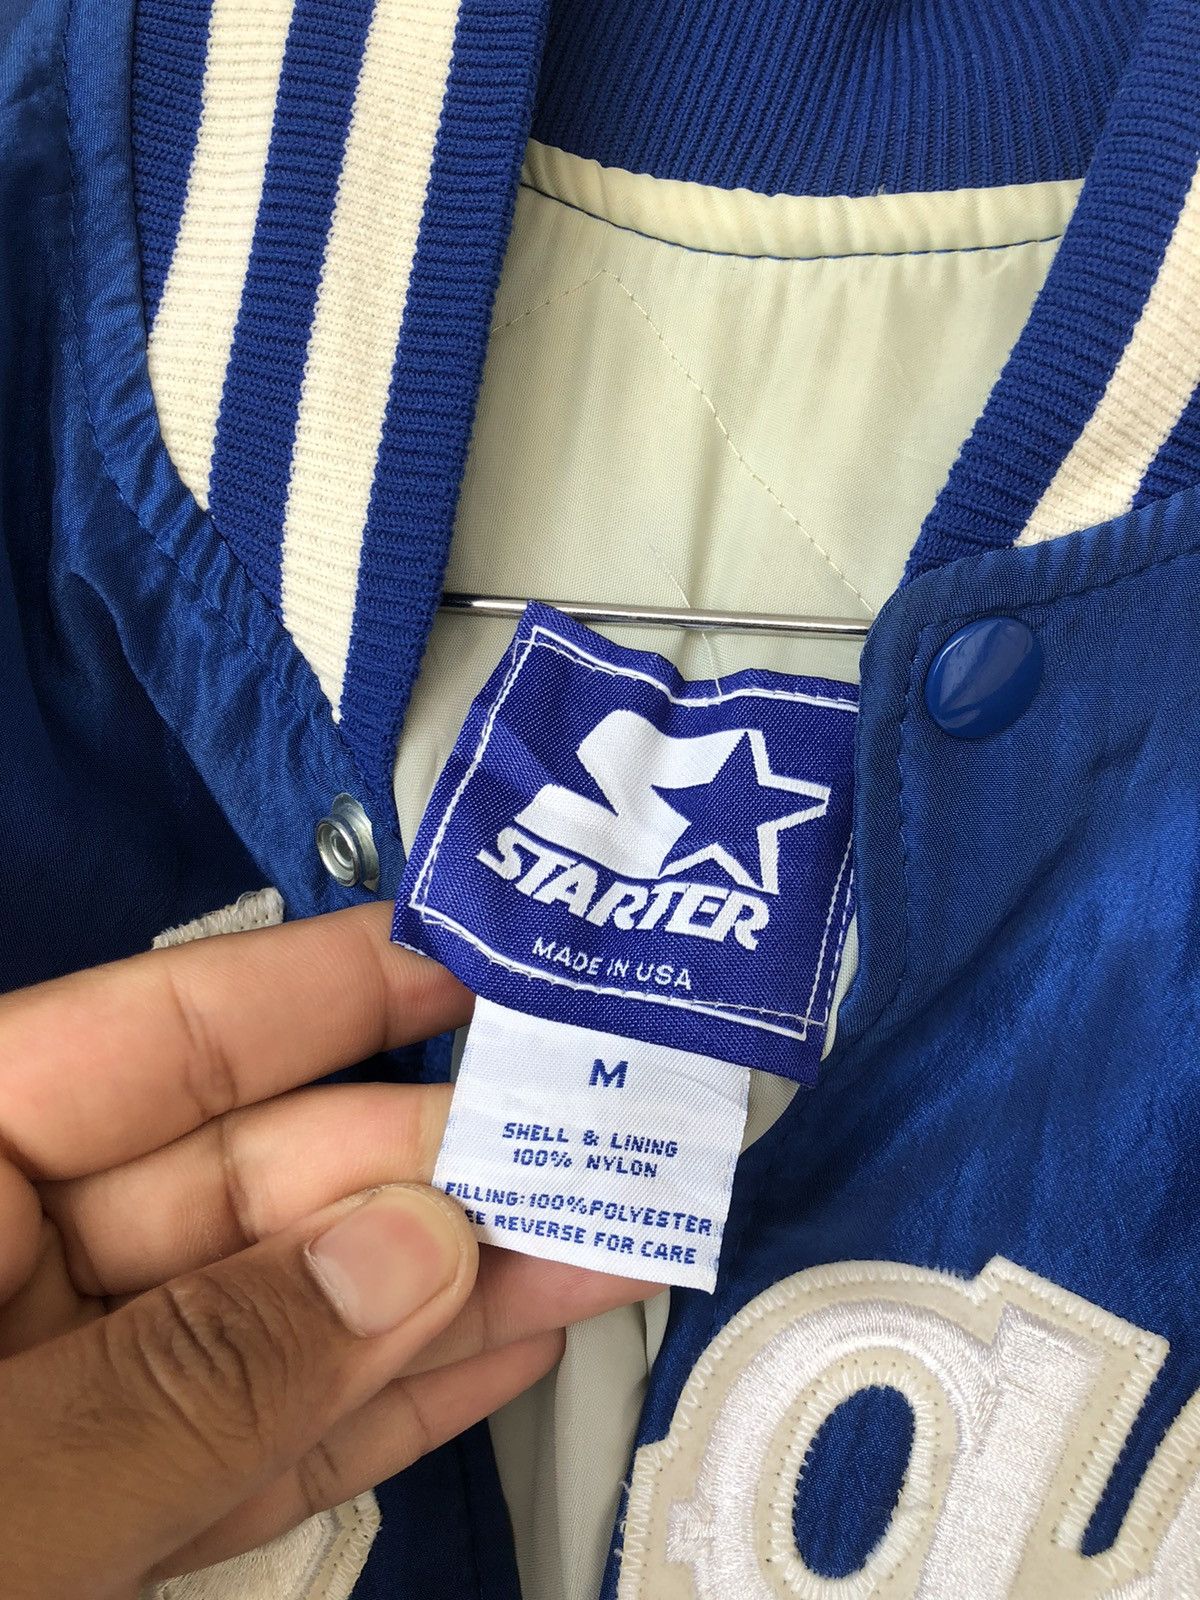 STARTER
MADE IN USA
M
SHELL & LINING
100% NYLON
FILLING: 100% POLYESTER
REVERSE FOR CARE